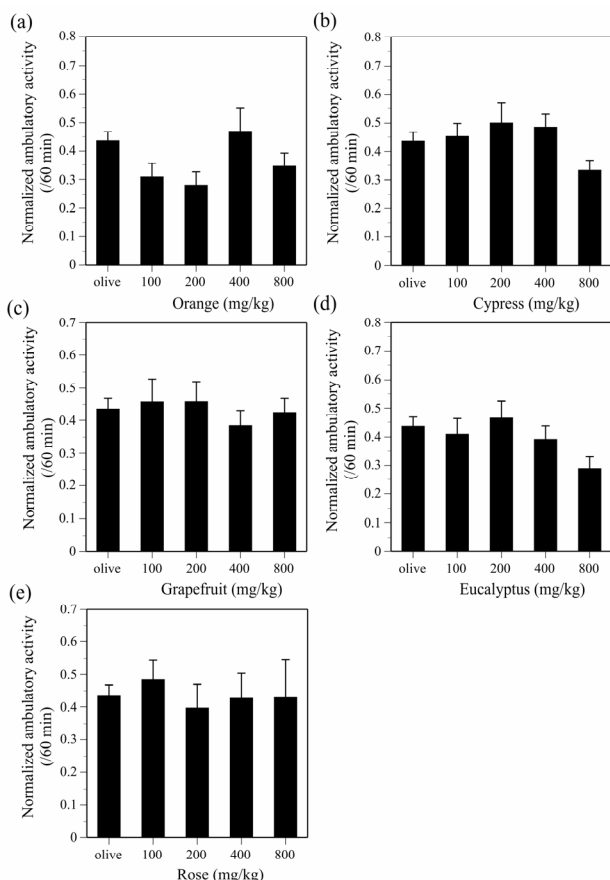 (a)
0.8
0.7
0.6
0.5
0.4
0.3
0.2
0.1
0
Normalized ambulatory activity
(/60 min)
olive 100 200 400 800
Orange (mg/kg)
(b)
0.8
0.7
0.6
0.5
0.4
0.3
0.2
0.1
0
Normalized ambulatory activity
(/60 min)
olive 100 200 400 800
Cypress (mg/kg)
(c)
0.7
0.6
0.5
0.4
0.3
0.2
0.1
0
Normalized ambulatory activity
(/60 min)
olive 100 200 400 800
Grapefruit (mg/kg)
(d)
0.8
0.7
0.6
0.5
0.4
0.3
0.2
0.1
0
Normalized ambulatory activity
(/60 min)
olive 100 200 400 800
Eucalyptus (mg/kg)
(e)
0.7
0.6
0.5
0.4
0.3
0.2
0.1
0
Normalized ambulatory activity
(/60 min)
olive 100 200 400 800
Rose (mg/kg)